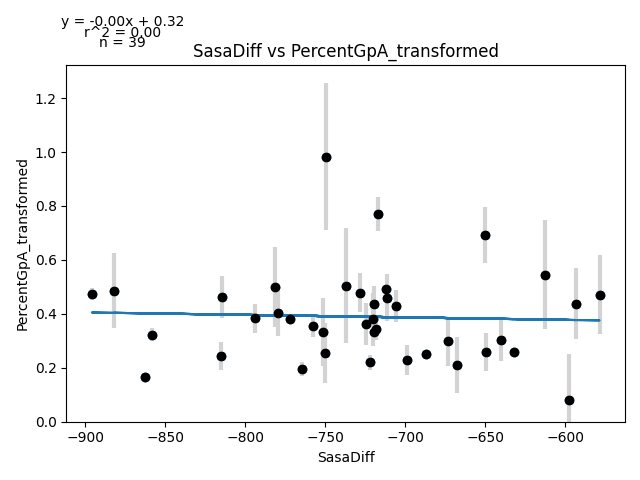 y = -0.00x + 0.32
r^2 = 0.00
n = 39
SasaDiff vs PercentGpA_transformed
PercentGpA_transformed
1.2
1.0
0.8
0.6
0.4
0.2
0.0
−900 −850 −800 −750 −700 −650 −600
SasaDiff